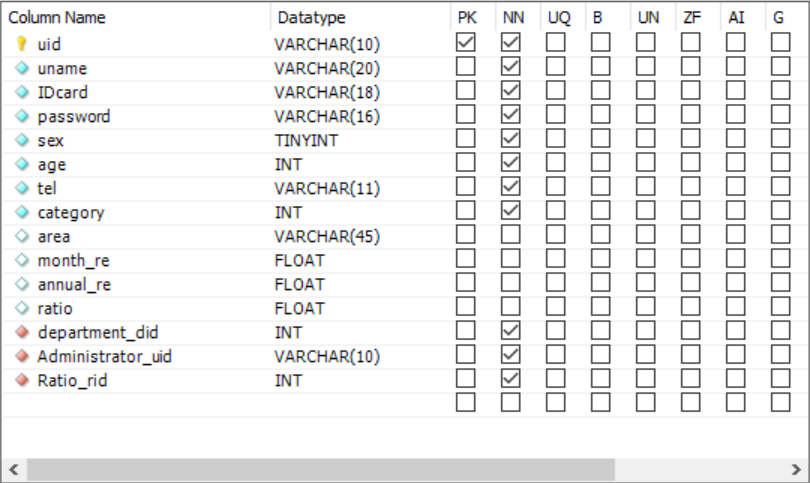 Column Name Datatype PK NN UQ B UN ZF AI G
uid VARCHAR(10)
uname VARCHAR(20)
IDcard VARCHAR(18)
password VARCHAR(16)
sex TINYINT
age INT
tel VARCHAR(11)
category INT
area VARCHAR(45)
month_re FLOAT
annual_re FLOAT
ratio FLOAT
department_did INT
Administrator_uid VARCHAR(10)
Ratio_rid INT